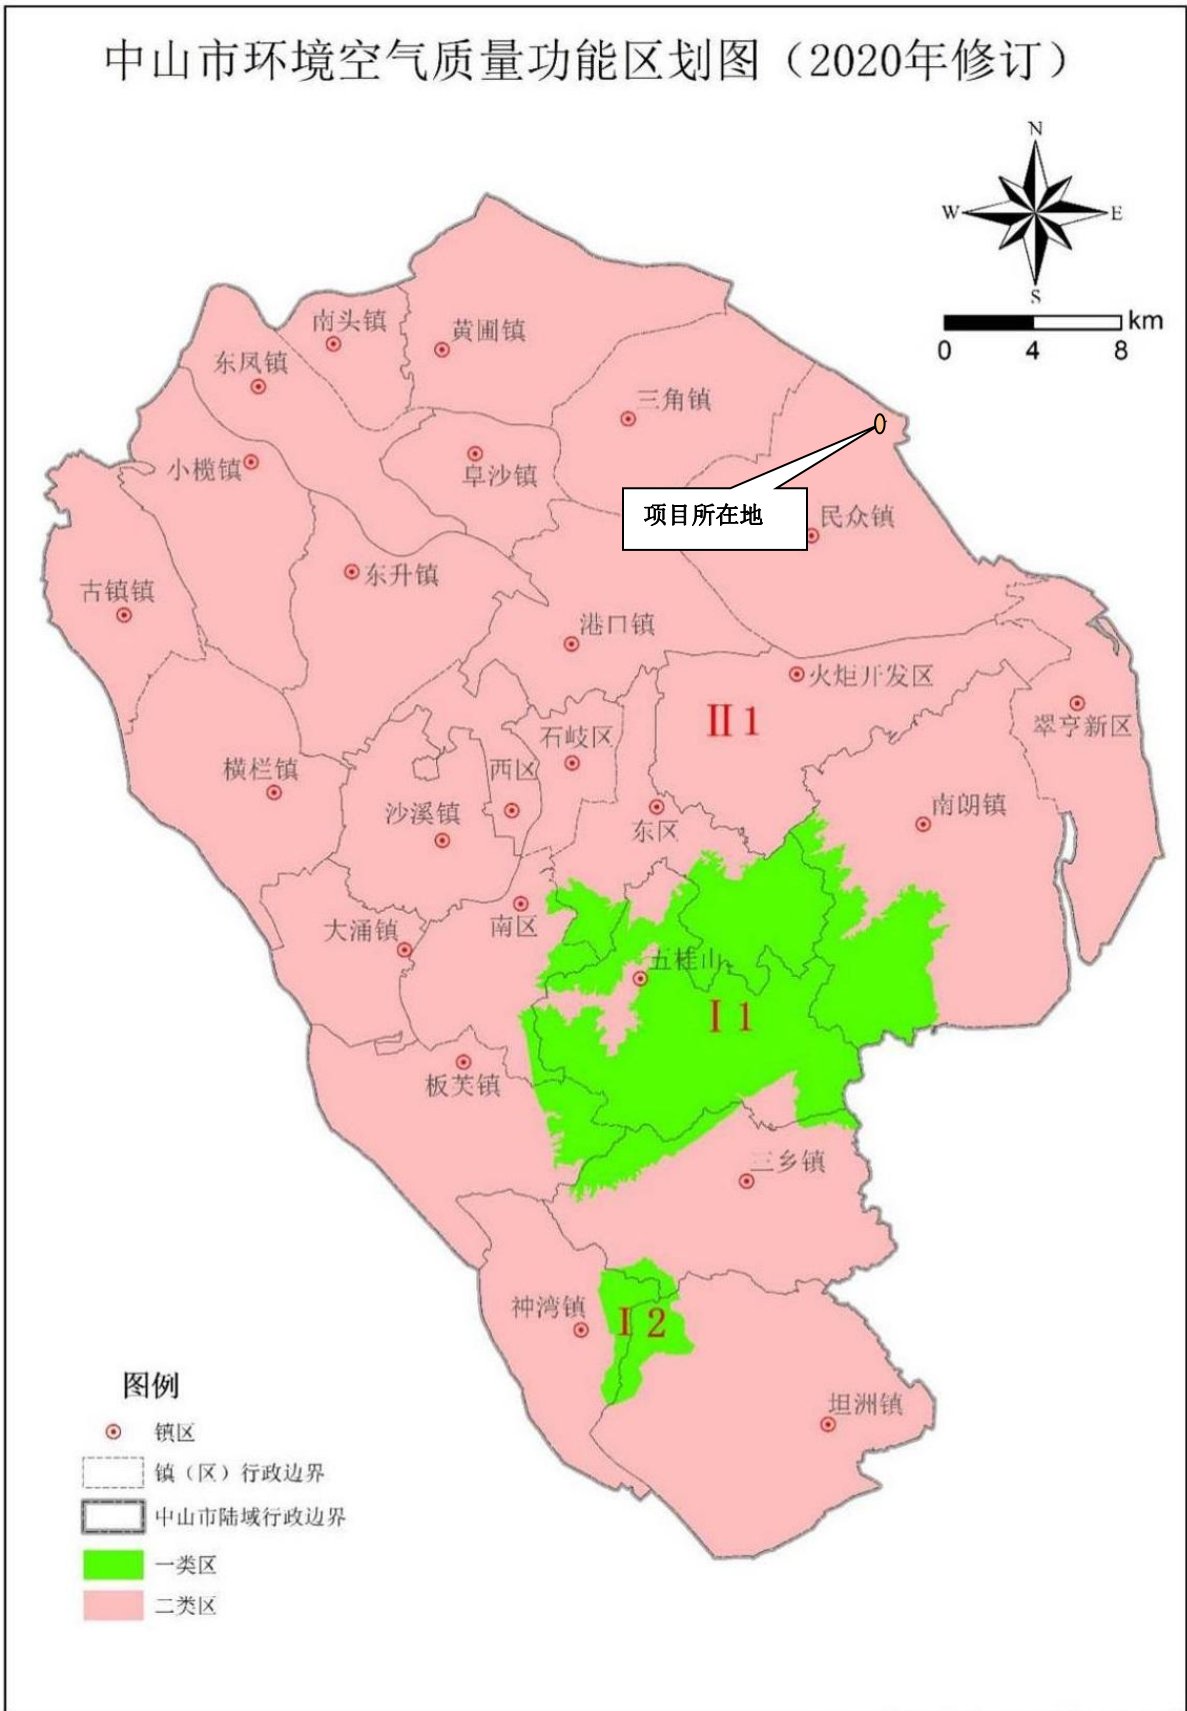 中山市环境空气质量功能区划图（2020年修订）
N
W
E
S
km
0
4
8
南头镇
黄圃镇
东凤镇
三角镇
小榄镇
阜沙镇
项目所在地
民众镇
东升镇
古镇镇
港口镇
火炬开发区
II 1
石岐区
翠亨新区
横栏镇
西区
沙溪镇
东区
南朗镇
南区
大涌镇
五桂山
I 1
板芙镇
三乡镇
神湾镇
I 2
坦洲镇
图例
镇区
镇（区）行政边界
中山市陆域行政边界
一类区
二类区